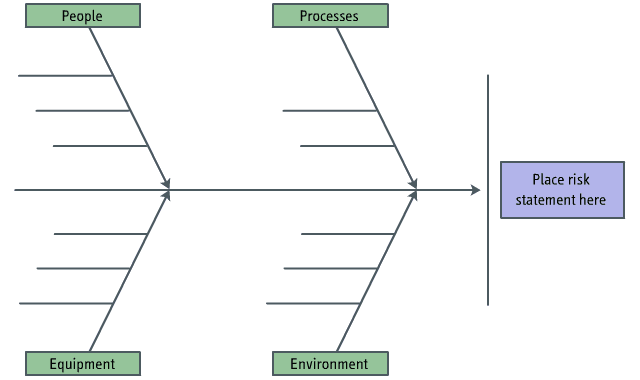 People
Processes
Place risk
statement here
Equipment
Environment